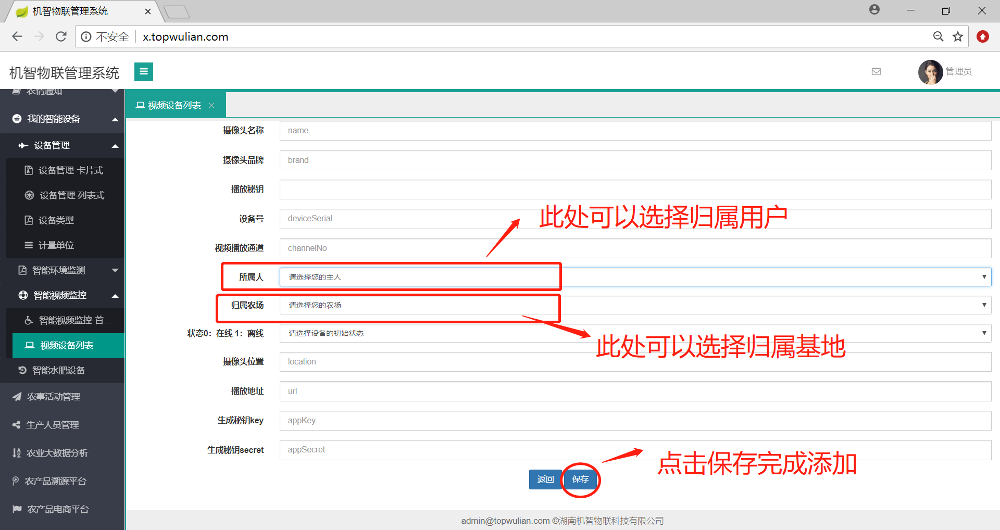 机智物联管理系统
不安全
x.topwulian.com
机智物联管理系统
管理员
农情通知
我的智能设备
设备管理
设备管理-卡片式
设备管理-列表式
设备类型
计量单位
智能环境监测
智能视频监控
智能视频监控-首...
视频设备列表
智能水肥设备
农事活动管理
生产人员管理
农业大数据分析
农产品溯源平台
农产品电商平台
视频设备列表
摄像头名称 name
摄像头品牌 brand
播放秘钥
设备号 deviceSerial
此处可以选择归属用户
视频播放通道 channelNo
所属人 请选择您的主人
归属农场 请选择您的农场
状态0：在线 1：离线 请选择设备的初始状态
此处可以选择归属基地
摄像头位置 location
播放地址 url
生成秘钥key appKey
生成秘钥secret appSecret
点击保存完成添加
返回 保存
admin@topwulian.com ©湖南机智物联科技有限公司